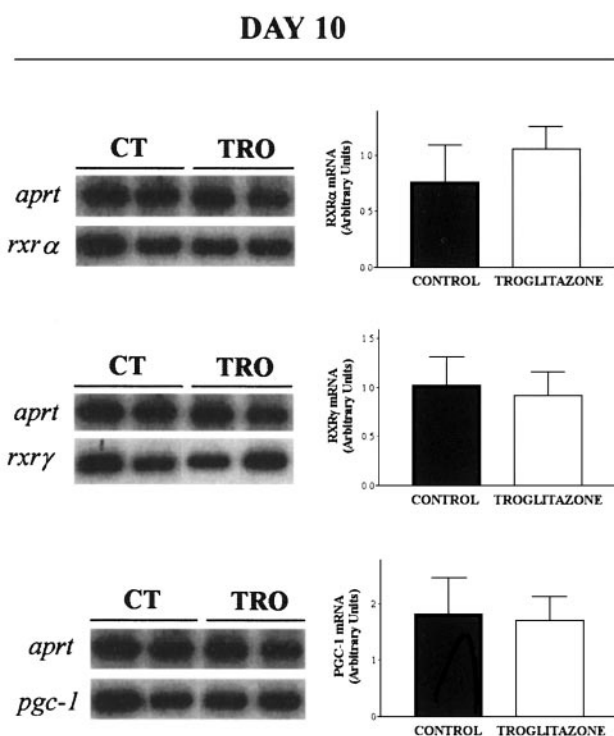 DAY 10
CT TRO
aprt
rxr α
RXRα mRNA
(Arbitrary Units)
1.0
0.5
0.0
CONTROL TROGLITAZONE
CT TRO
aprt
rxrγ
RXRγ mRNA
(Arbitrary Units)
1.5
1.0
0.5
0.0
CONTROL TROGLITAZONE
CT TRO
aprt
pgc-1
PGC-1 mRNA
(Arbitrary Units)
2
1
0
CONTROL TROGLITAZONE